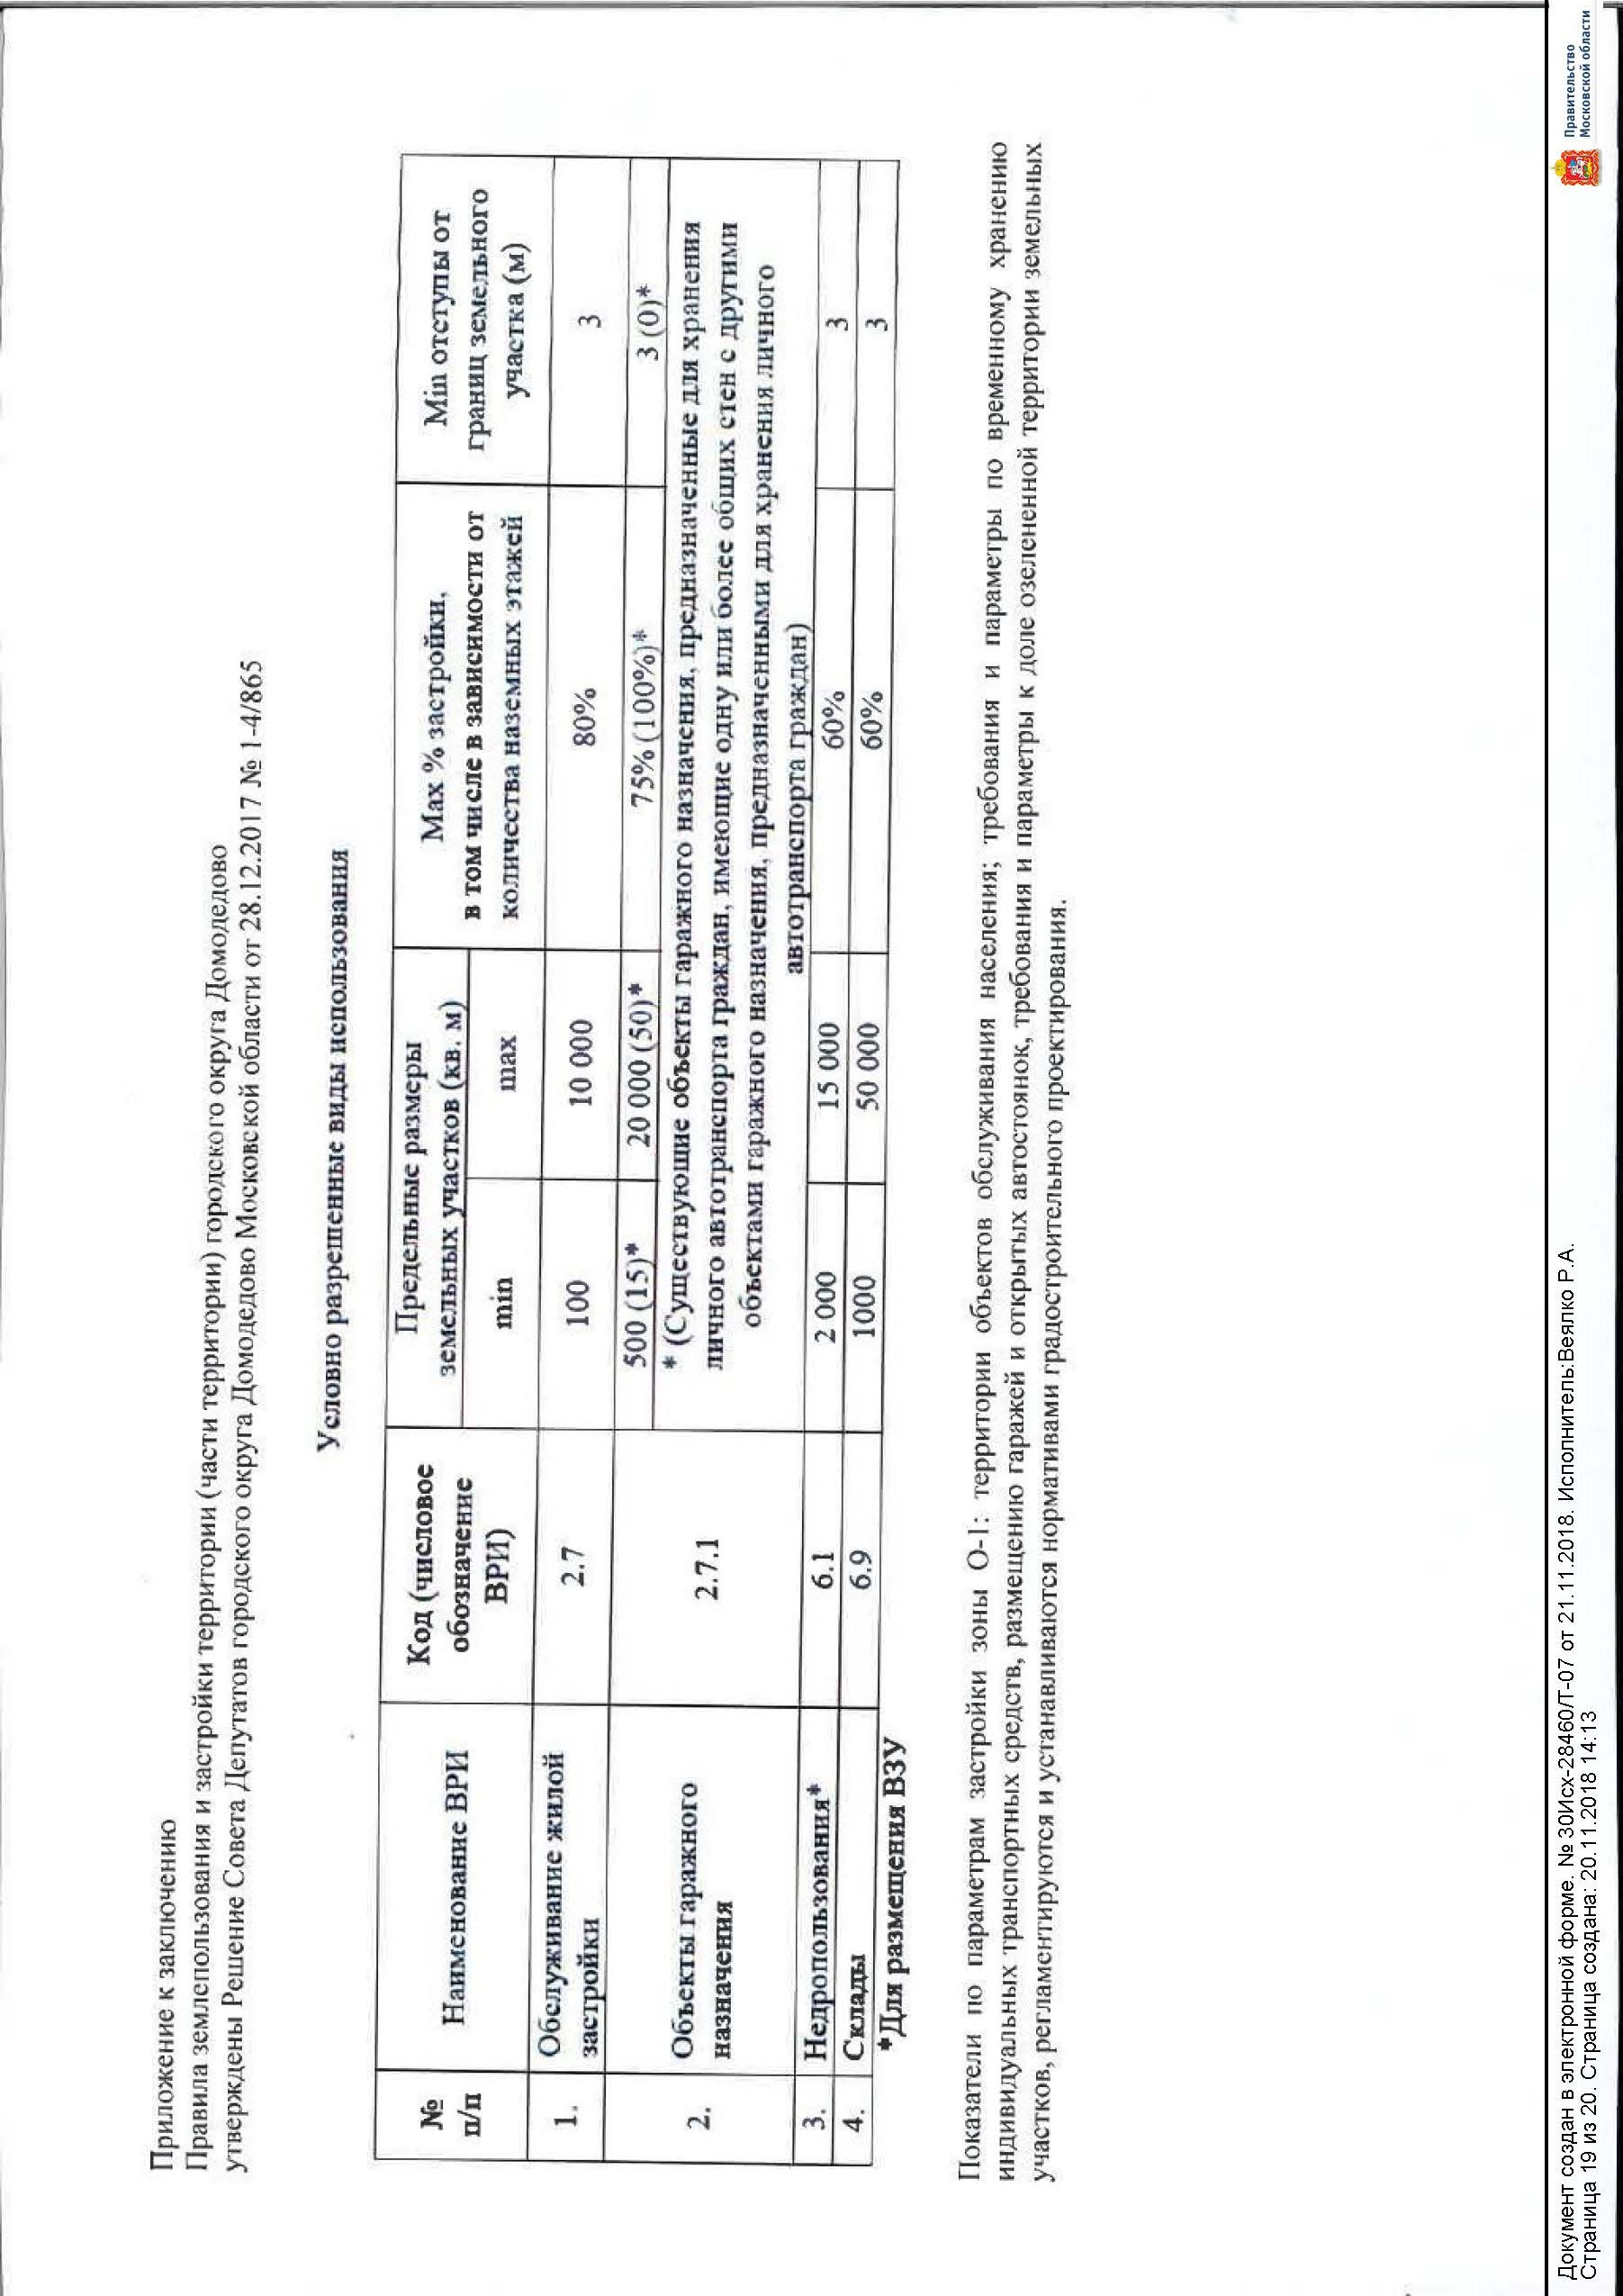 Приложение к заключению
Правила землепользования и застройки территории (части территории) городского округа Домодедово
утверждены Решение Совета Депутатов городского округа Домодедово Московской области от 28.12.2017 № 1-4/865
Условно разрешенные виды использования
№
п/п
Наименование ВРИ
Код (числовое
обозначение
ВРИ)
Предельные размеры
земельных участков (кв. м)
min
max
Max % застройки,
в том числе в зависимости от
количества наземных этажей
Min отступы от
границ земельного
участка (м)
1.
Обслуживание жилой
застройки
2.7
100
10 000
80%
3
2.
Объекты гаражного
назначения
2.7.1
500 (15)*
20 000 (50)*
75% (100%)*
3 (0)*
* (Существующие объекты гаражного назначения, предназначенные для хранения
личного автотранспорта граждан, имеющие одну или более общих стен с другими
объектами гаражного назначения, предназначенными для хранения личного
автотранспорта граждан)
3.
Недропользования*
6.1
2 000
15 000
60%
3
4.
Склады
6.9
1000
50 000
60%
3
*Для размещения ВЗУ
Показатели по параметрам застройки зоны О-1: территории объектов обслуживания населения; требования и параметры по временному хранению
индивидуальных транспортных средств, размещению гаражей и открытых автостоянок, требования и параметры к доле озелененной территории земельных
участков, регламентируются и устанавливаются нормативами градостроительного проектирования.
Документ создан в электронной форме. № 30Исх-28460/Т-07 от 21.11.2018. Исполнитель:Веялко Р.А.
Страница 19 из 20. Страница создана: 20.11.2018 14:13
Правительство
Московской области